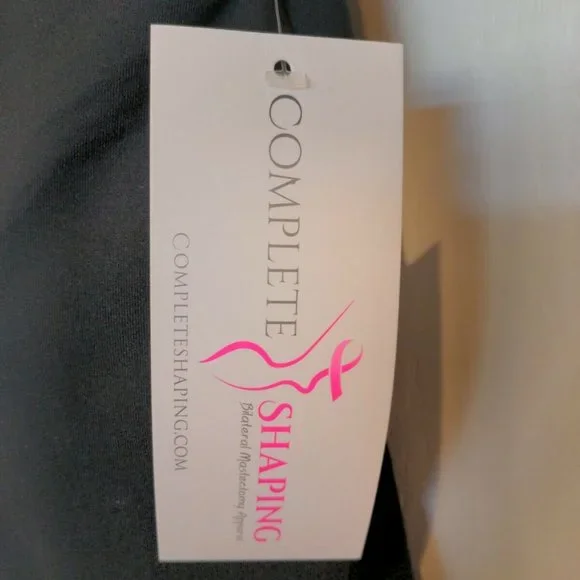 COMPLETE
SHAPING
Bilateral Mastectomy Apparel
COMPLETESHAPING.COM